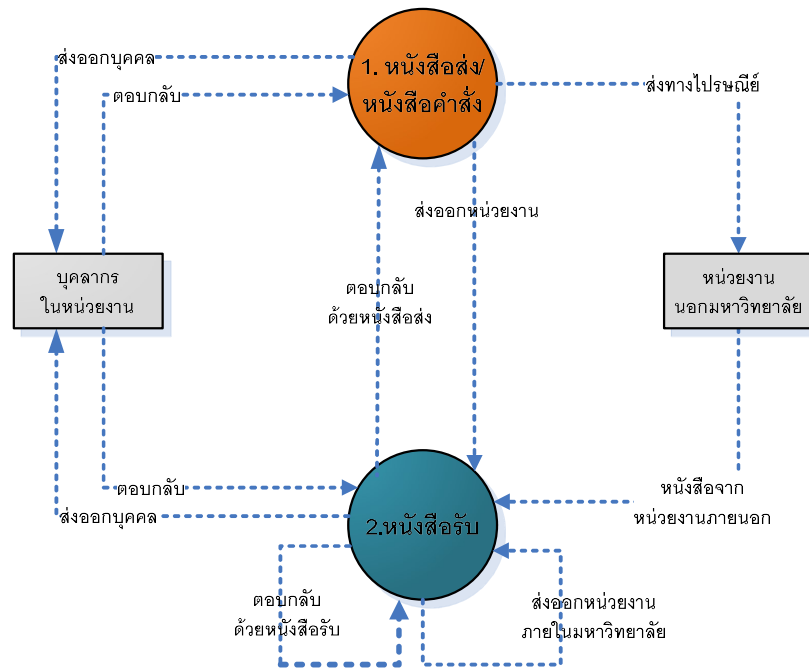 ส่งออกบุคคล
1. หนังสือส่ง/
หนังสือคำสั่ง
ส่งทางไปรษณีย์
ตอบกลับ
ส่งออกหน่วยงาน
บุคลากร
ในหน่วยงาน
หน่วยงาน
นอกมหาวิทยาลัย
ตอบกลับ
ด้วยหนังสือส่ง
ตอบกลับ
ส่งออกบุคคล
2.หนังสือรับ
หนังสือจาก
หน่วยงานภายนอก
ตอบกลับ
ด้วยหนังสือรับ
ส่งออกหน่วยงาน
ภายในมหาวิทยาลัย